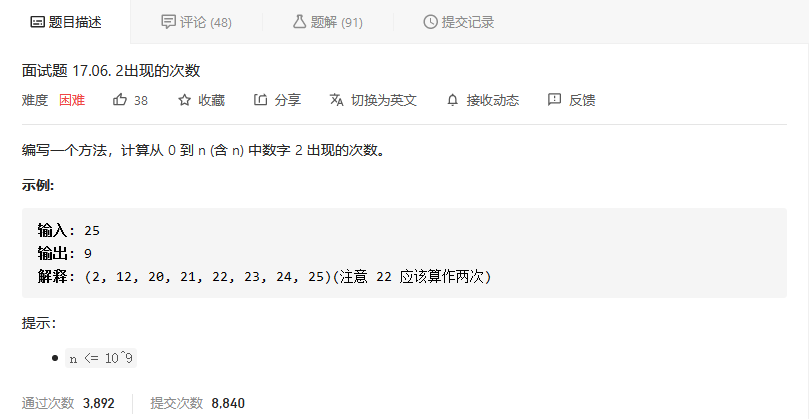 题目描述 评论 (48) 题解 (91) 提交记录
面试题 17.06. 2出现的次数
难度 困难 38 收藏 分享 切换为英文 接收动态 反馈
编写一个方法，计算从 0 到 n (含 n) 中数字 2 出现的次数。
示例:
输入: 25
输出: 9
解释: (2, 12, 20, 21, 22, 23, 24, 25)(注意 22 应该算作两次)
提示：
n <= 10^9
通过次数 3,892 提交次数 8,840